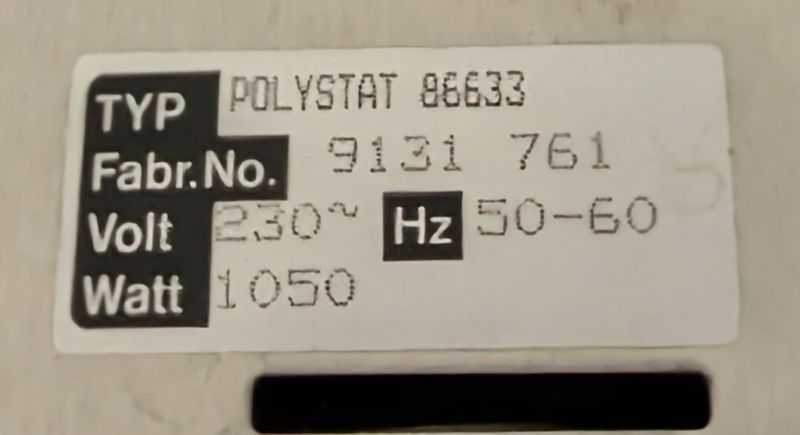 TYP POLYSTAT 86633
Fabr.No. 9131 761
Volt 230~ Hz 50-60
Watt 1050